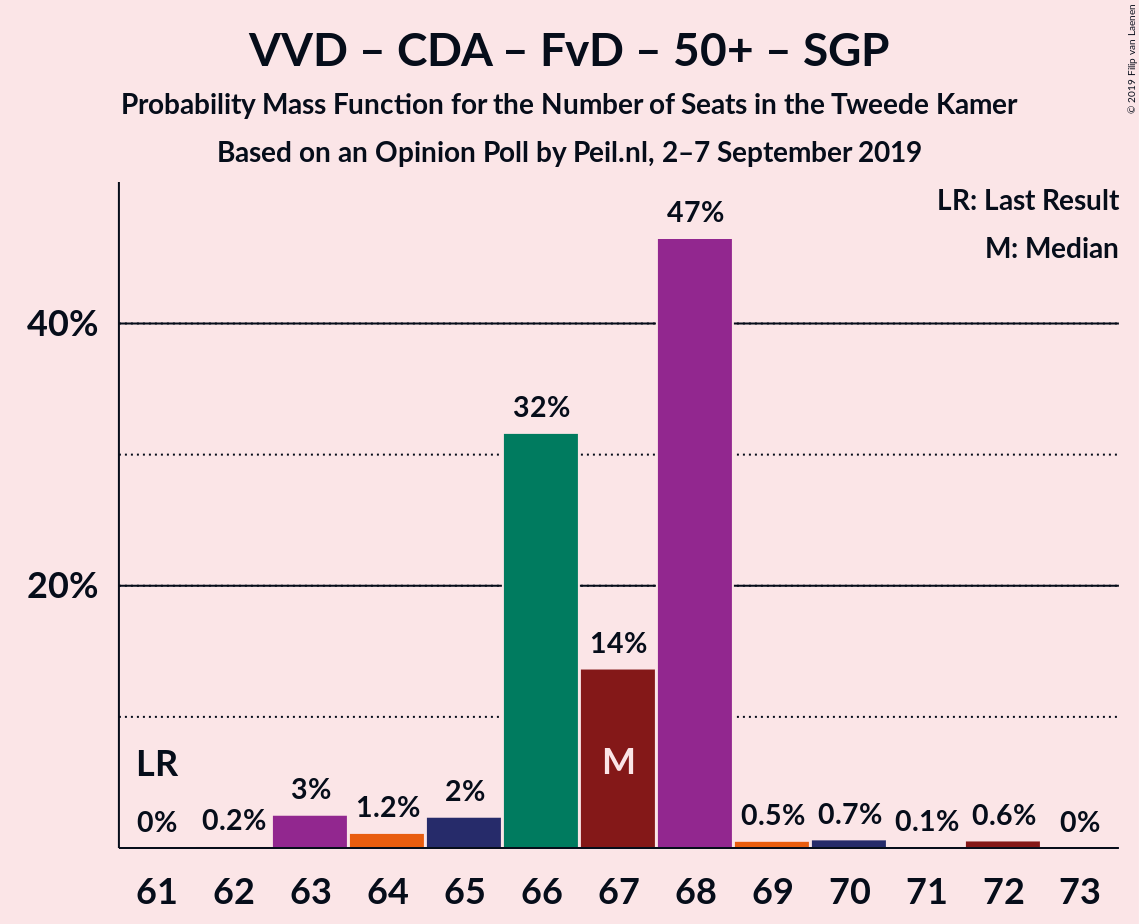 VVD – CDA – FvD – 50+ – SGP
Probability Mass Function for the Number of Seats in the Tweede Kamer
Based on an Opinion Poll by Peil.nl, 2–7 September 2019
© 2019 Filip van Laenen
LR: Last Result
M: Median
47%
40%
32%
20%
14%
M
LR
0%
0.2%
3%
1.2%
2%
0.5%
0.7%
0.1%
0.6%
0%
61 62 63 64 65 66 67 68 69 70 71 72 73